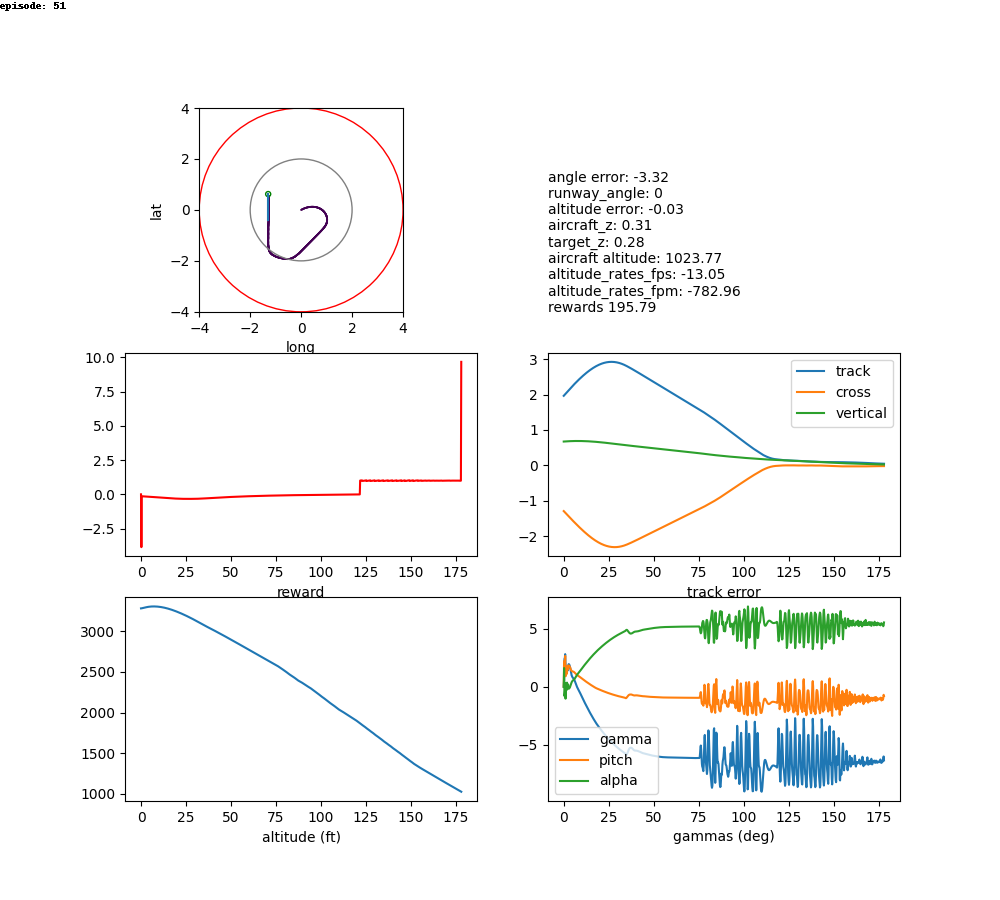 episode: 51
4
2
0
−2
−4
lat
−4 −2 0 2 4
long
angle error: -3.32
runway_angle: 0
altitude error: -0.03
aircraft_z: 0.31
target_z: 0.28
aircraft altitude: 1023.77
altitude_rates_fps: -13.05
altitude_rates_fpm: -782.96
rewards 195.79
10.0
7.5
5.0
2.5
0.0
−2.5
0 25 50 75 100 125 150 175
reward
3
2
1
0
−1
−2
track
cross
vertical
0 25 50 75 100 125 150 175
track error
3000
2500
2000
1500
1000
0 25 50 75 100 125 150 175
altitude (ft)
5
0
−5
gamma
pitch
alpha
0 25 50 75 100 125 150 175
gammas (deg)